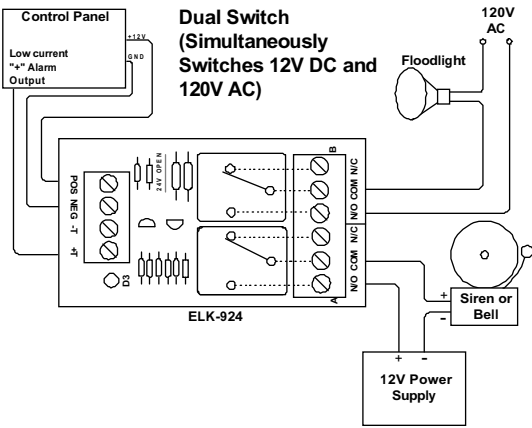 Control Panel
+12V
GND
Low current
"+" Alarm
Output
Dual Switch
(Simultaneously
Switches 12V DC and
120V AC)
120V
AC
Floodlight
POS NEG -T +T
24V OPEN
D3
B
N/C
COM
N/O
N/C
COM
N/O
A
ELK-924
+
-
Siren or
Bell
+ -
12V Power
Supply